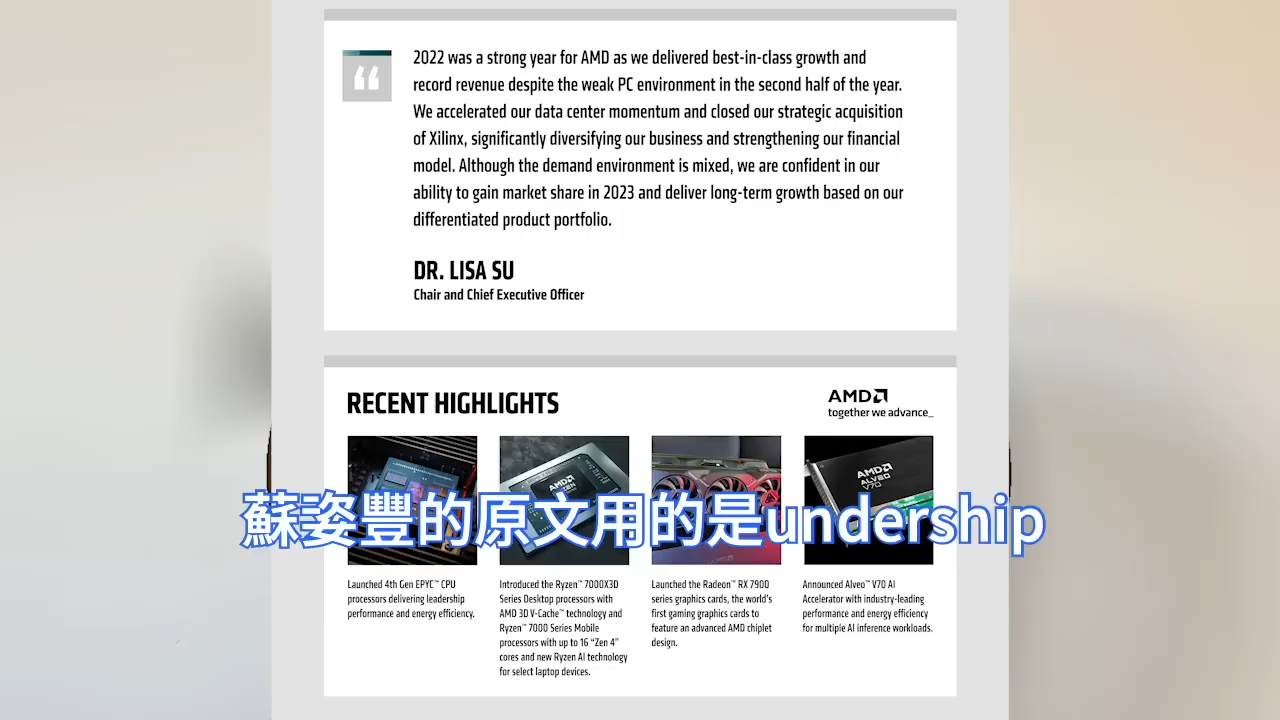 2022 was a strong year for AMD as we delivered best-in-class growth and
record revenue despite the weak PC environment in the second half of the year.
We accelerated our data center momentum and closed our strategic acquisition
of Xilinx, significantly diversifying our business and strengthening our financial
model. Although the demand environment is mixed, we are confident in our
ability to gain market share in 2023 and deliver long-term growth based on our
differentiated product portfolio.
DR. LISA SU
Chair and Chief Executive Officer
RECENT HIGHLIGHTS
AMD
together we advance_
AMD
AMD
ALVEO
V70
蘇姿豐的原文用的是undership
Launched 4th Gen EPYC™ CPU
processors delivering leadership
performance and energy efficiency.
Introduced the Ryzen™ 7000X3D
Series Desktop processors with
AMD 3D V-Cache™ technology and
Ryzen™ 7000 Series Mobile
processors with up to 16 “Zen 4”
cores and new Ryzen AI technology
for select laptop devices.
Launched the Radeon™ RX 7900
series graphics cards, the world's
first gaming graphics cards to
feature an advanced AMD chiplet
design.
Announced Alveo™ V70 AI
Accelerator with industry-leading
performance and energy efficiency
for multiple AI inference workloads.